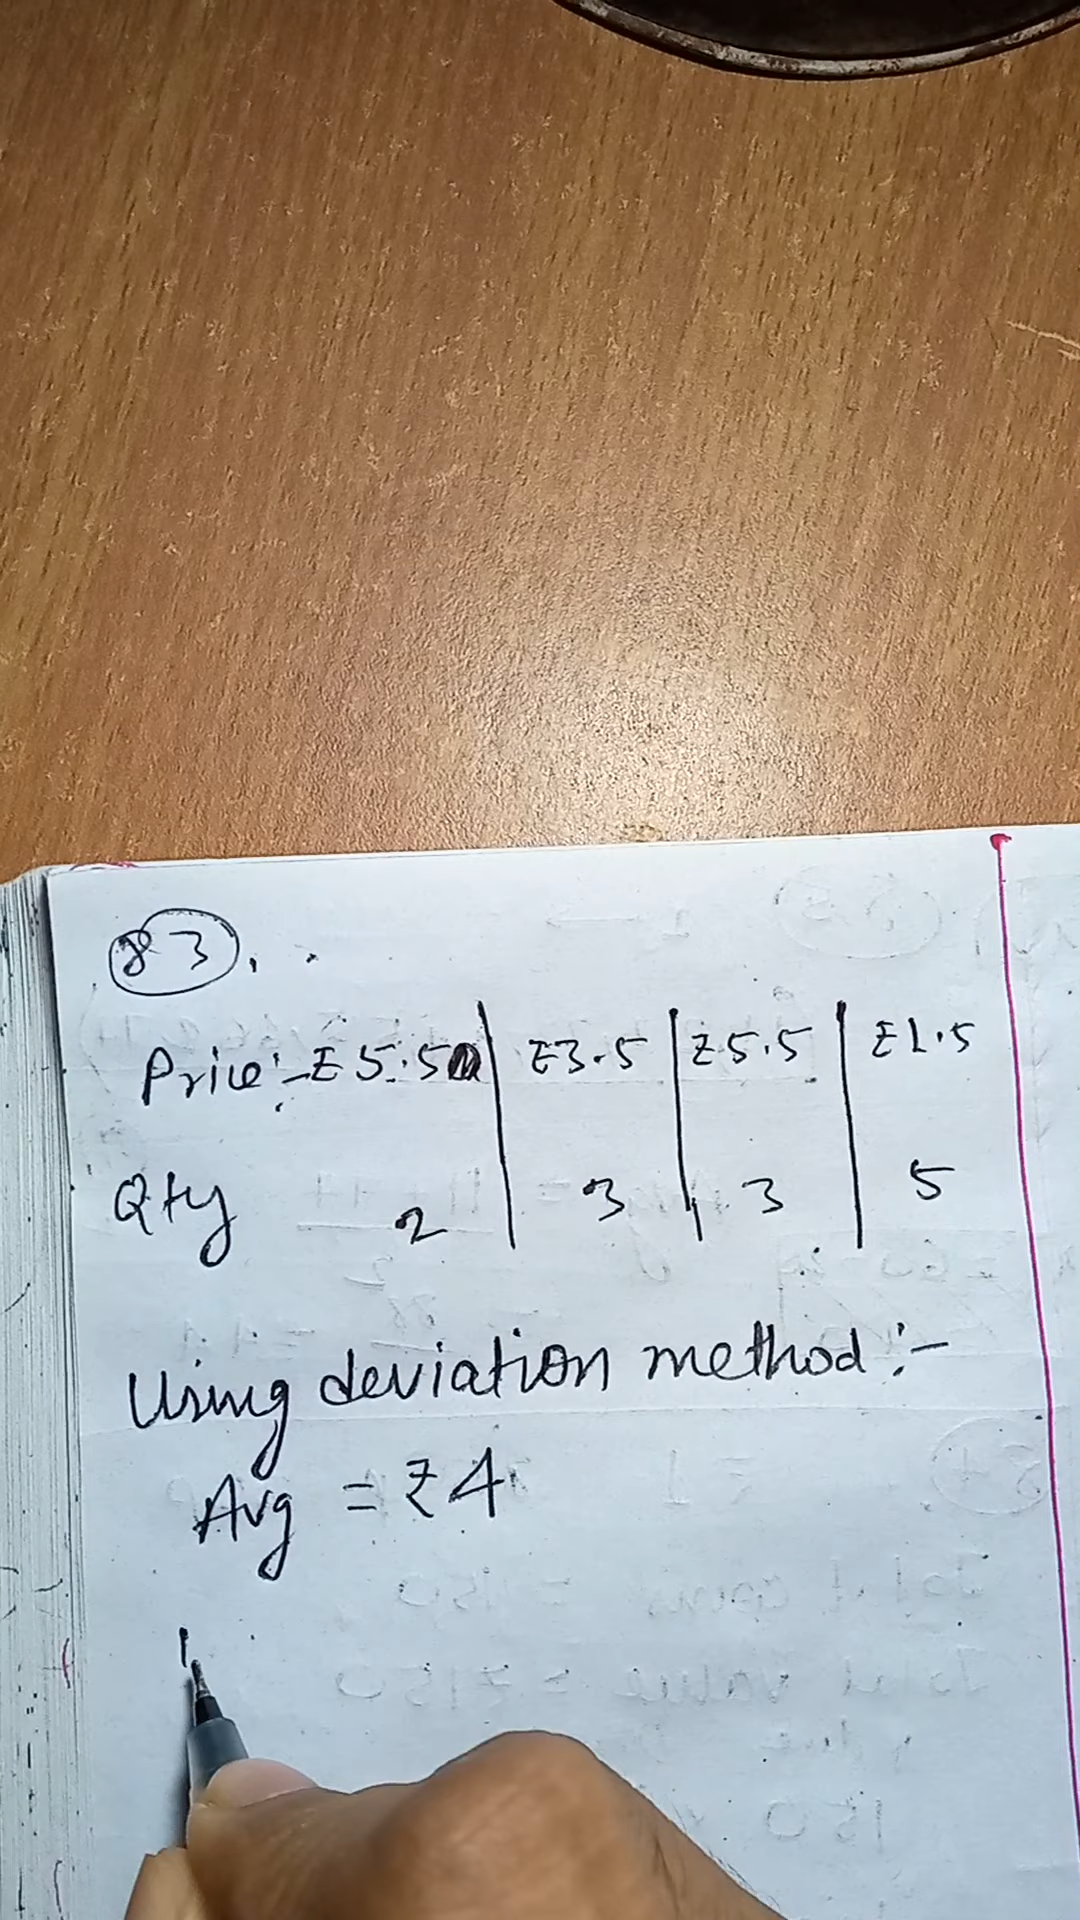 83.
Price:- ₹5.5 | ₹3.5 | ₹5.5 | ₹1.5
Qty 2 | 3 | 3 | 5
Using deviation method :-
Avg = ₹4